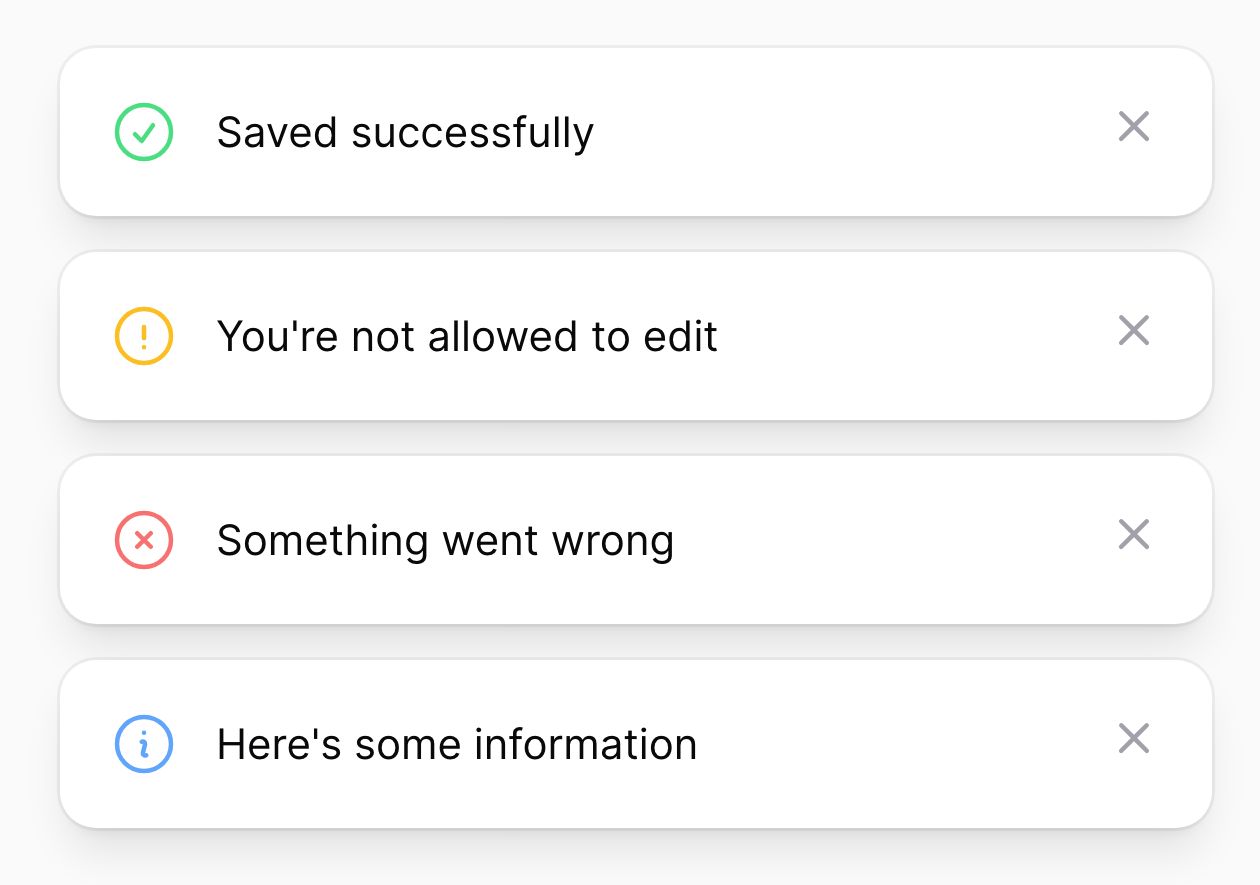 Saved successfully
You're not allowed to edit
Something went wrong
Here's some information